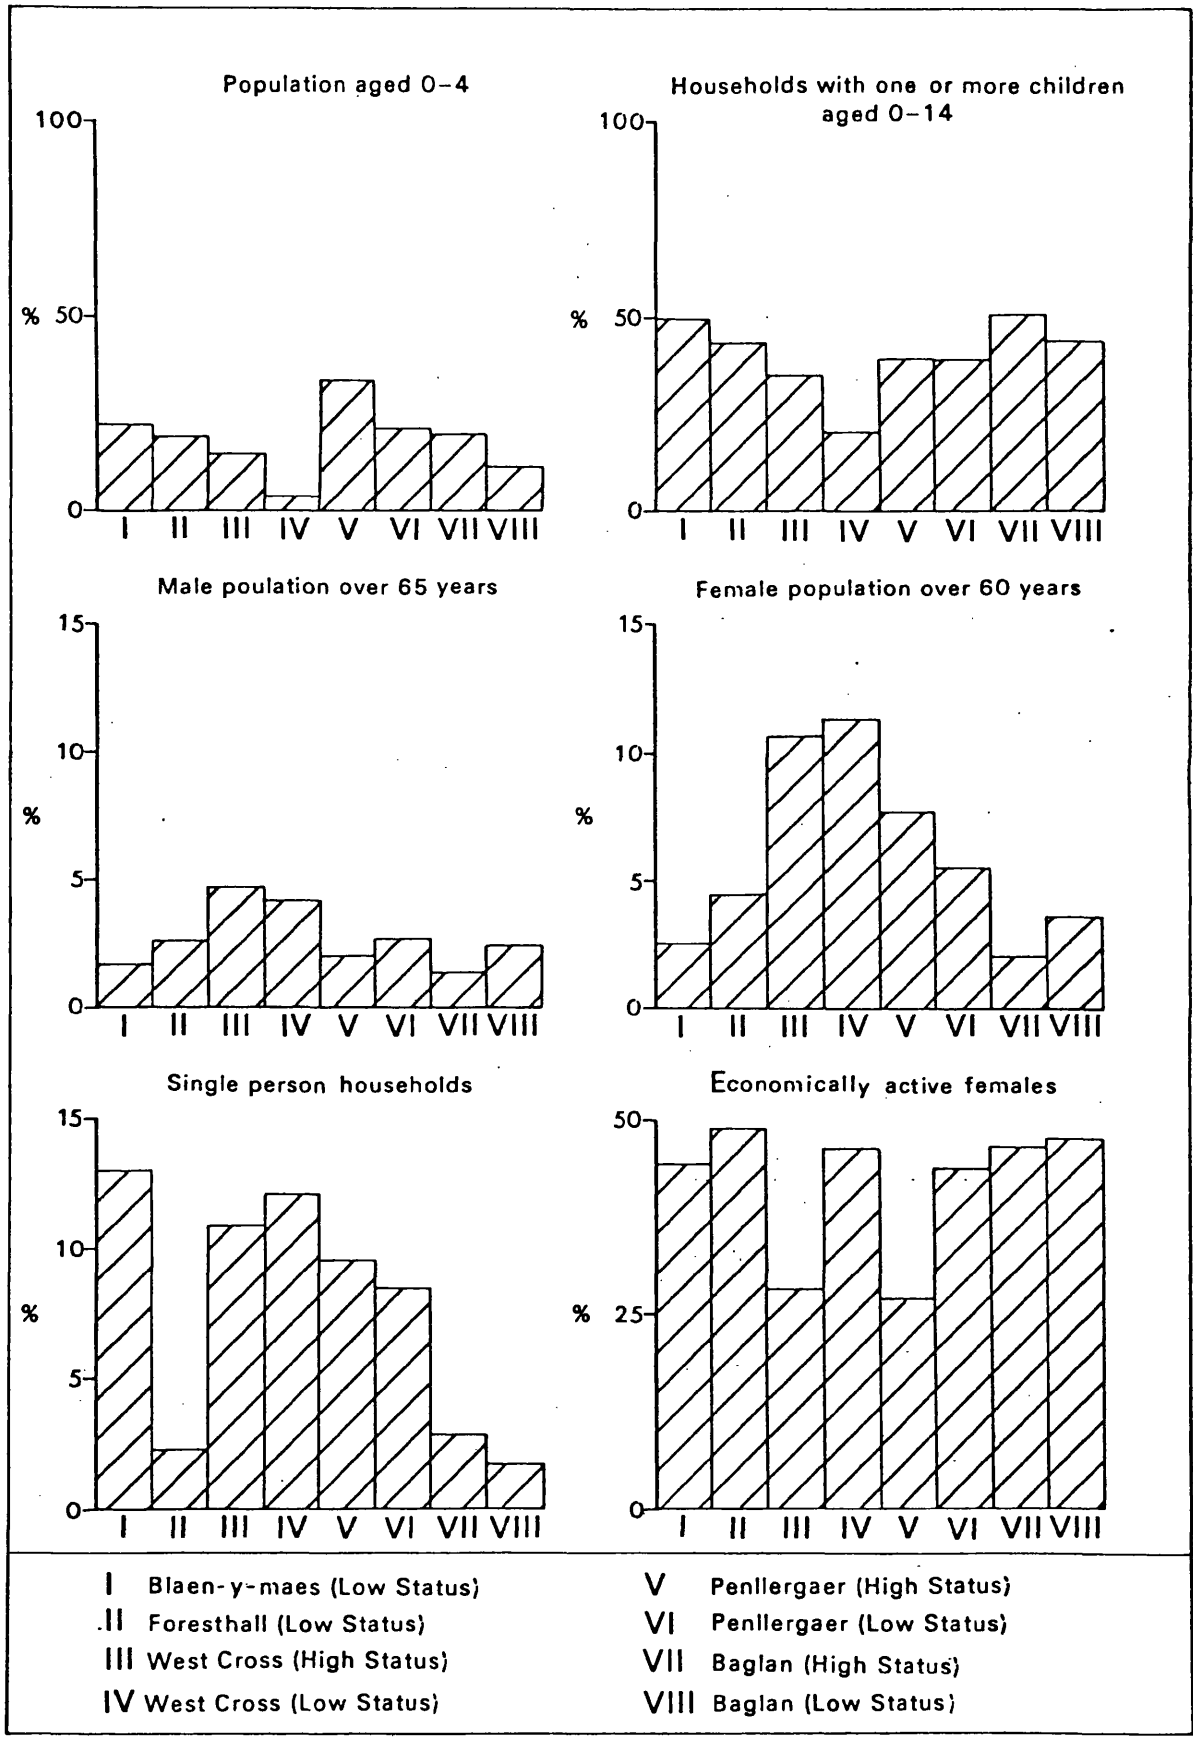 Population aged 0-4
100
% 50
0
I II III IV V VI VII VIII
Households with one or more children
aged 0-14
100
% 50
0
I II III IV V VI VII VIII
Male poulation over 65 years
15
10
%
5
0
I II III IV V VI VII VIII
Female population over 60 years
15
10
%
5
0
I II III IV V VI VII VIII
Single person households
15
10
%
5
0
I II III IV V VI VII VIII
Economically active females
50
% 25
0
I II III IV V VI VII VIII
I Blaen-y-maes (Low Status)
II Foresthall (Low Status)
III West Cross (High Status)
IV West Cross (Low Status)
V Penllergaer (High Status)
VI Penllergaer (Low Status)
VII Baglan (High Status)
VIII Baglan (Low Status)